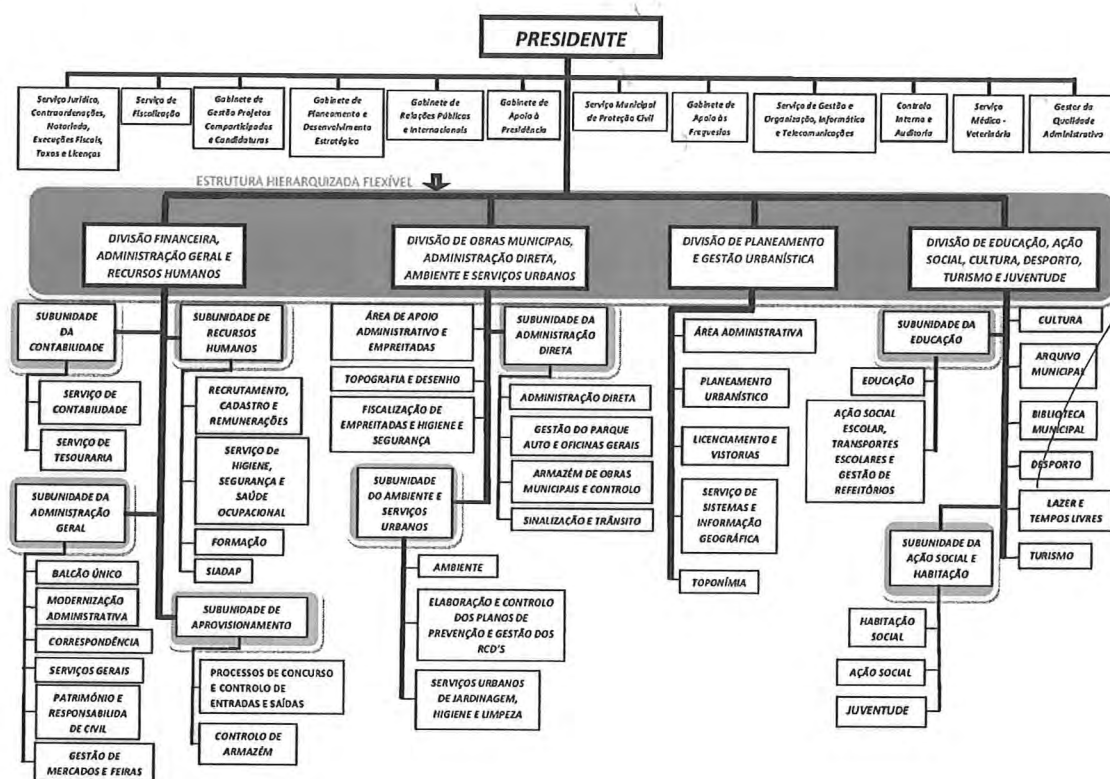 PRESIDENTE
Serviço Jurídico,
Contraordenações,
Notariado,
Execuções Fiscais,
Taxas e Licenças
Serviço de
Fiscalização
Gabinete de
Gestão Projetos
Comparticipados
e Candidaturas
Gabinete de
Planeamento e
Desenvolvimento
Estratégico
Gabinete de
Relações Públicas
e Internacionais
Gabinete de
Apoio à
Presidência
Serviço Municipal
de Proteção Civil
Gabinete de
Apoio às
Freguesias
Serviço de Gestão e
Organização, Informática
e Telecomunicações
Controlo
Interno e
Auditoria
Serviço
Médico -
Veterinário
Gestor da
Qualidade
Administrativa
ESTRUTURA HIERARQUIZADA FLEXÍVEL
DIVISÃO FINANCEIRA,
ADMINISTRAÇÃO GERAL E
RECURSOS HUMANOS
DIVISÃO DE OBRAS MUNICIPAIS,
ADMINISTRAÇÃO DIRETA,
AMBIENTE E SERVIÇOS URBANOS
DIVISÃO DE PLANEAMENTO
E GESTÃO URBANÍSTICA
DIVISÃO DE EDUCAÇÃO, AÇÃO
SOCIAL, CULTURA, DESPORTO,
TURISMO E JUVENTUDE
SUBUNIDADE
DA
CONTABILIDADE
SERVIÇO DE
CONTABILIDADE
SERVIÇO DE
TESOURARIA
SUBUNIDADE DA
ADMINISTRAÇÃO
GERAL
BALCÃO ÚNICO
MODERNIZAÇÃO
ADMINISTRATIVA
CORRESPONDÊNCIA
SERVIÇOS GERAIS
PATRIMÓNIO E
RESPONSABILIDA
DE CIVIL
GESTÃO DE
MERCADOS E FEIRAS
SUBUNIDADE DE
RECURSOS
HUMANOS
RECRUTAMENTO,
CADASTRO E
REMUNERAÇÕES
SERVIÇO De
HIGIENE,
SEGURANÇA E
SAÚDE
OCUPACIONAL
FORMAÇÃO
SIADAP
SUBUNIDADE DE
APROVISIONAMENTO
PROCESSOS DE CONCURSO
E CONTROLO DE
ENTRADAS E SAÍDAS
CONTROLO DE
ARMAZÉM
ÁREA DE APOIO
ADMINISTRATIVO E
EMPREITADAS
TOPOGRAFIA E DESENHO
FISCALIZAÇÃO DE
EMPREITADAS E HIGIENE E
SEGURANÇA
SUBUNIDADE
DO AMBIENTE E
SERVIÇOS
URBANOS
AMBIENTE
ELABORAÇÃO E CONTROLO
DOS PLANOS DE
PREVENÇÃO E GESTÃO DOS
RCD'S
SERVIÇOS URBANOS
DE JARDINAGEM,
HIGIENE E LIMPEZA
SUBUNIDADE DA
ADMINISTRAÇÃO
DIRETA
ADMINISTRAÇÃO DIRETA
GESTÃO DO PARQUE
AUTO E OFICINAS GERAIS
ARMAZÉM DE OBRAS
MUNICIPAIS E CONTROLO
SINALIZAÇÃO E TRÂNSITO
ÁREA ADMINISTRATIVA
PLANEAMENTO
URBANÍSTICO
LICENCIAMENTO E
VISTORIAS
SERVIÇO DE
SISTEMAS E
INFORMAÇÃO
GEOGRÁFICA
TOPONÍMIA
SUBUNIDADE DA
EDUCAÇÃO
EDUCAÇÃO
AÇÃO SOCIAL
ESCOLAR,
TRANSPORTES
ESCOLARES E
GESTÃO DE
REFEITÓRIOS
SUBUNIDADE DA
AÇÃO SOCIAL E
HABITAÇÃO
HABITAÇÃO
SOCIAL
AÇÃO SOCIAL
JUVENTUDE
CULTURA
ARQUIVO
MUNICIPAL
BIBLIOTECA
MUNICIPAL
DESPORTO
LAZER E
TEMPOS LIVRES
TURISMO